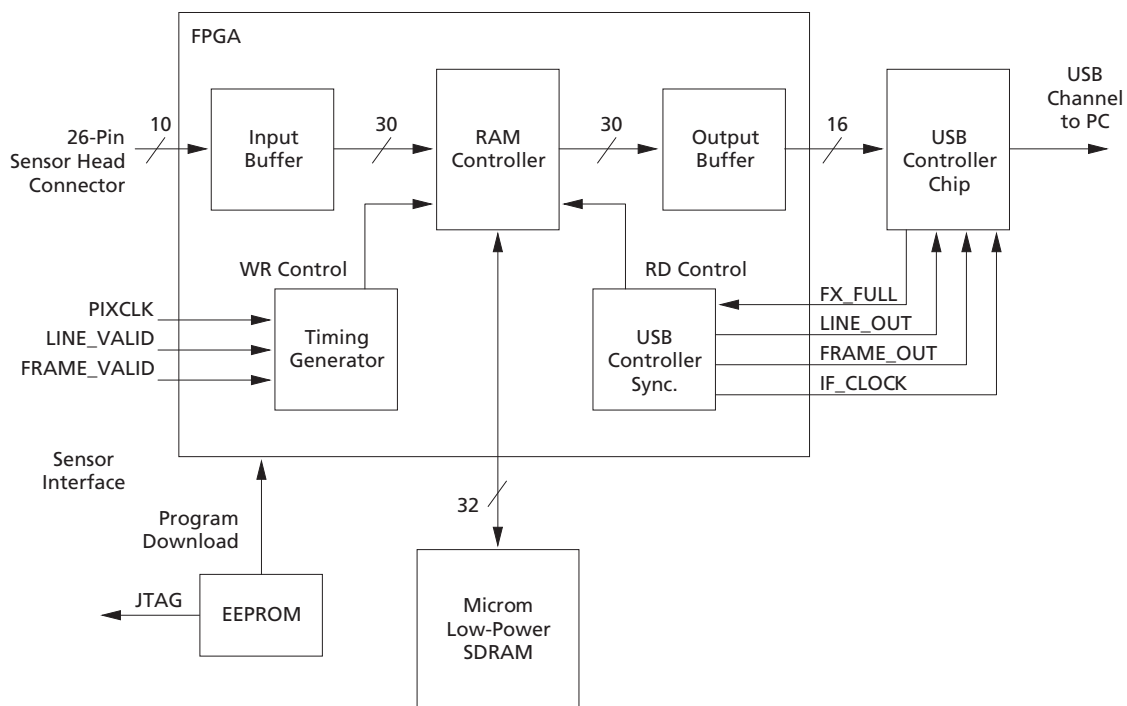 FPGA
USB
Channel
to PC
26-Pin
Sensor Head
Connector
10
Input
Buffer
30
RAM
Controller
30
Output
Buffer
16
USB
Controller
Chip
WR Control
RD Control
PIXCLK
LINE_VALID
FRAME_VALID
Timing
Generator
USB
Controller
Sync.
FX_FULL
LINE_OUT
FRAME_OUT
IF_CLOCK
Sensor
Interface
32
Program
Download
JTAG
EEPROM
Microm
Low-Power
SDRAM